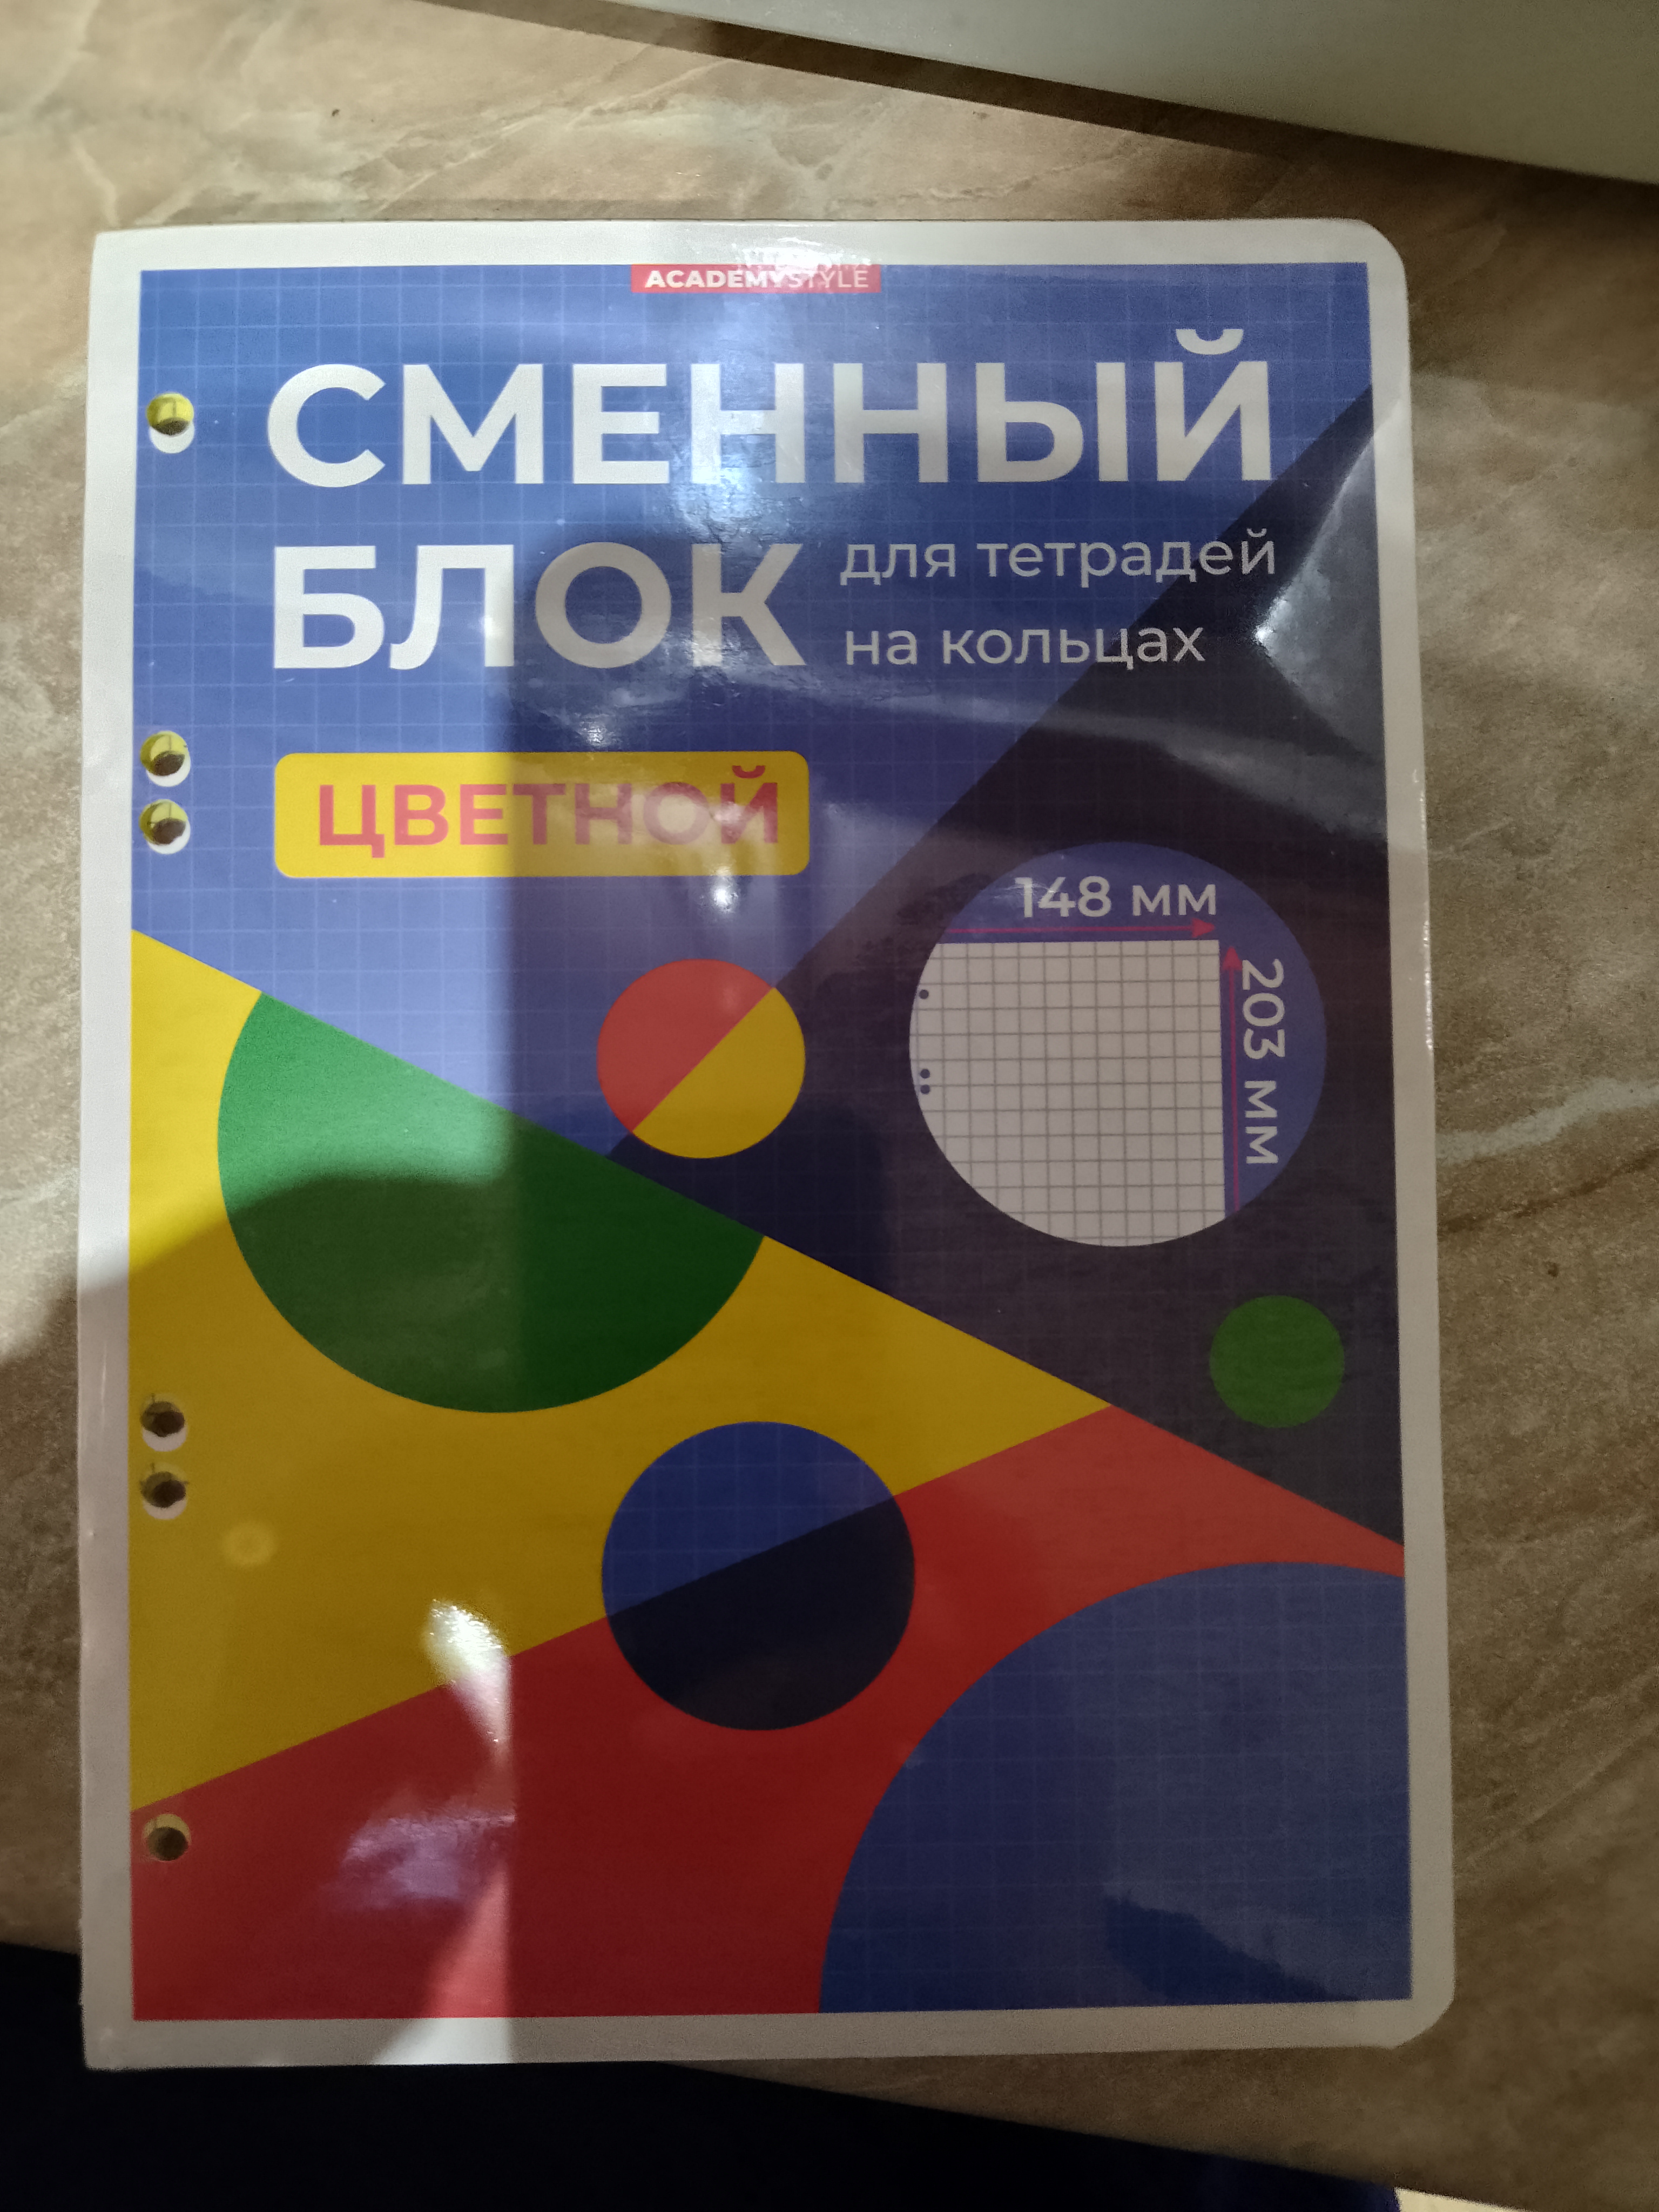 ACADEMYSTYLE
СМЕННЫЙ
БЛОК
для тетрадей
на кольцах
ЦВЕТНОЙ
148 мм
203 мм